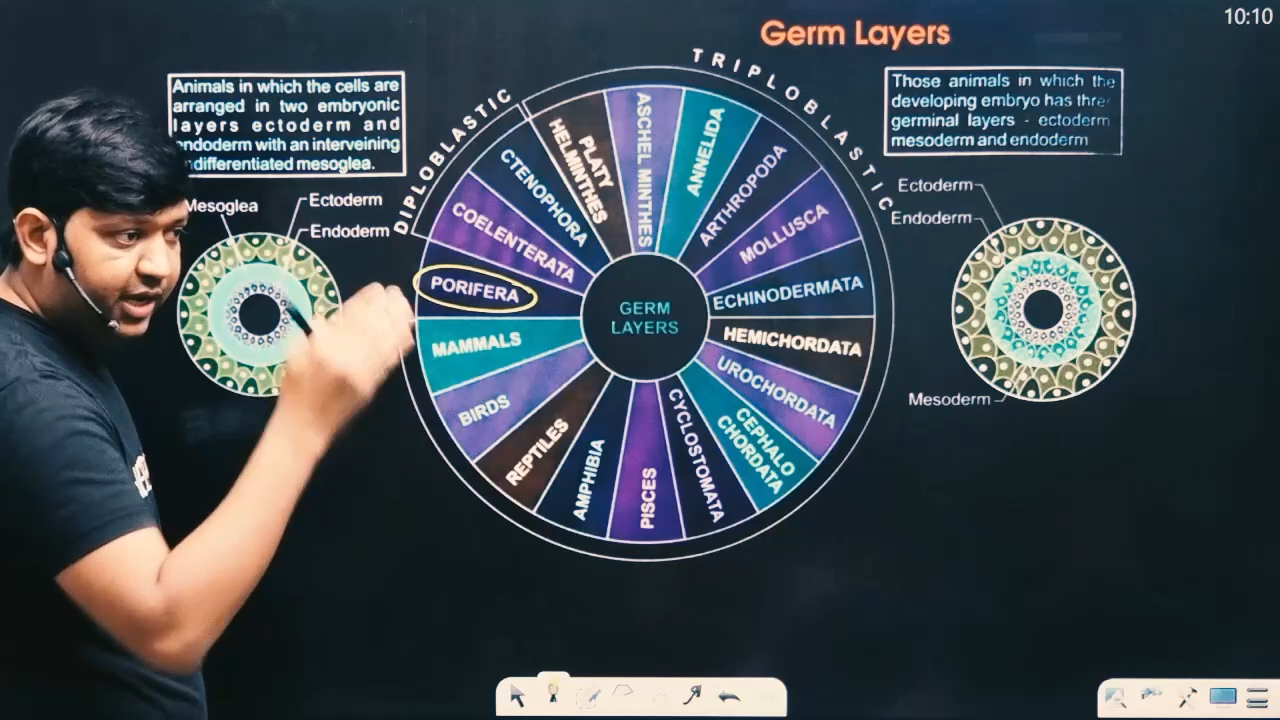 10:10
Germ Layers
Animals in which the cells are
arranged in two embryonic
layers ectoderm and
endoderm with an interveining
undifferentiated mesoglea.
Mesoglea
Ectoderm
Endoderm
DIPLOBLASTIC
TRIPLOBLASTIC
PLATY
HELMINTHES
ASCHEL MINTHES
ANNELIDA
ARTHROPODA
MOLLUSCA
ECHINODERMATA
HEMICHORDATA
UROCHORDATA
CEPHALO
CHORDATA
CYCLOSTOMATA
PISCES
AMPHIBIA
REPTILES
BIRDS
MAMMALS
PORIFERA
COELENTERATA
CTENOPHORA
GERM
LAYERS
Those animals in which the
developing embryo has three
germinal layers - ectoderm
mesoderm and endoderm
Ectoderm
Endoderm
Mesoderm